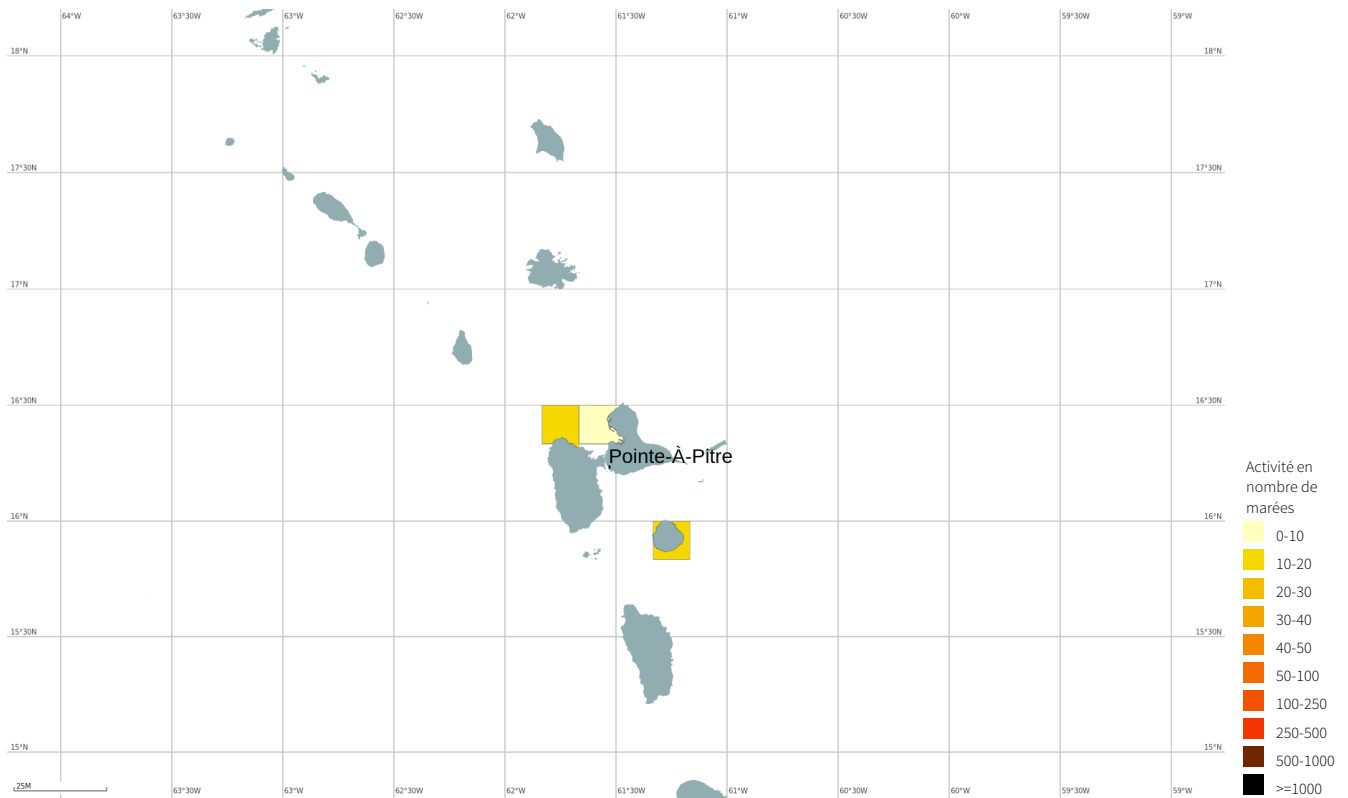 64°W 63°30W 63°W 62°30W 62°W 61°30W 61°W 60°30W 60°W 59°30W 59°W
18°N 18°N
17°30N 17°30N
17°N 17°N
16°30N 16°30N
Pointe-À-Pitre
16°N 16°N
15°30N 15°30N
15°N 15°N
25M 63°30W 63°W 62°30W 62°W 61°30W 61°W 60°30W 60°W 59°30W 59°W
Activité en
nombre de
marées
0-10
10-20
20-30
30-40
40-50
50-100
100-250
250-500
500-1000
>=1000